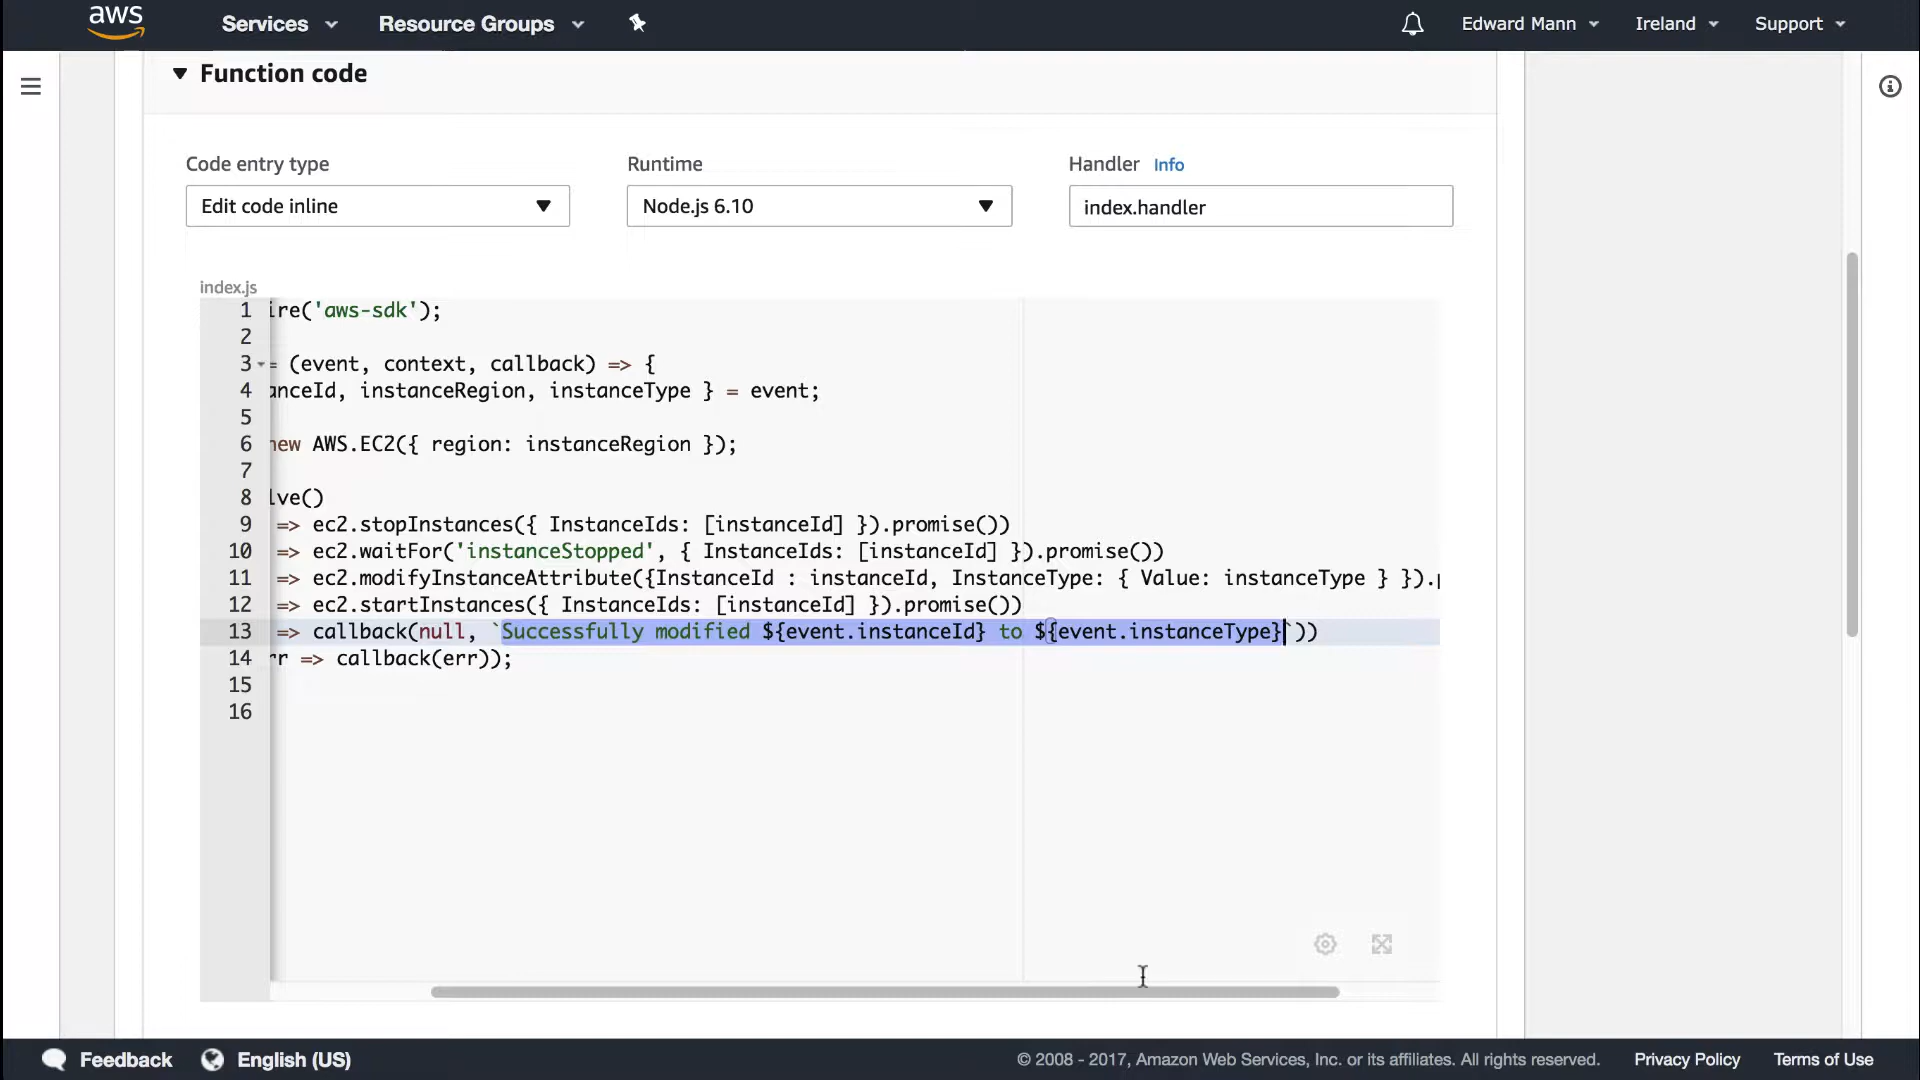 aws Services Resource Groups Edward Mann Ireland Support
Function code
Code entry type Runtime Handler Info
Edit code inline Node.js 6.10 index.handler
index.js
1 ire('aws-sdk');
2
3 = (event, context, callback) => {
4 anceId, instanceRegion, instanceType } = event;
5
6 new AWS.EC2({ region: instanceRegion });
7
8 lve()
9 => ec2.stopInstances({ InstanceIds: [instanceId] }).promise())
10 => ec2.waitFor('instanceStopped', { InstanceIds: [instanceId] }).promise())
11 => ec2.modifyInstanceAttribute({InstanceId : instanceId, InstanceType: { Value: instanceType } }).p
12 => ec2.startInstances({ InstanceIds: [instanceId] }).promise())
13 => callback(null, `Successfully modified ${event.instanceId} to ${event.instanceType}`))
14 rr => callback(err));
15
16
Feedback English (US) © 2008 - 2017, Amazon Web Services, Inc. or its affiliates. All rights reserved. Privacy Policy Terms of Use